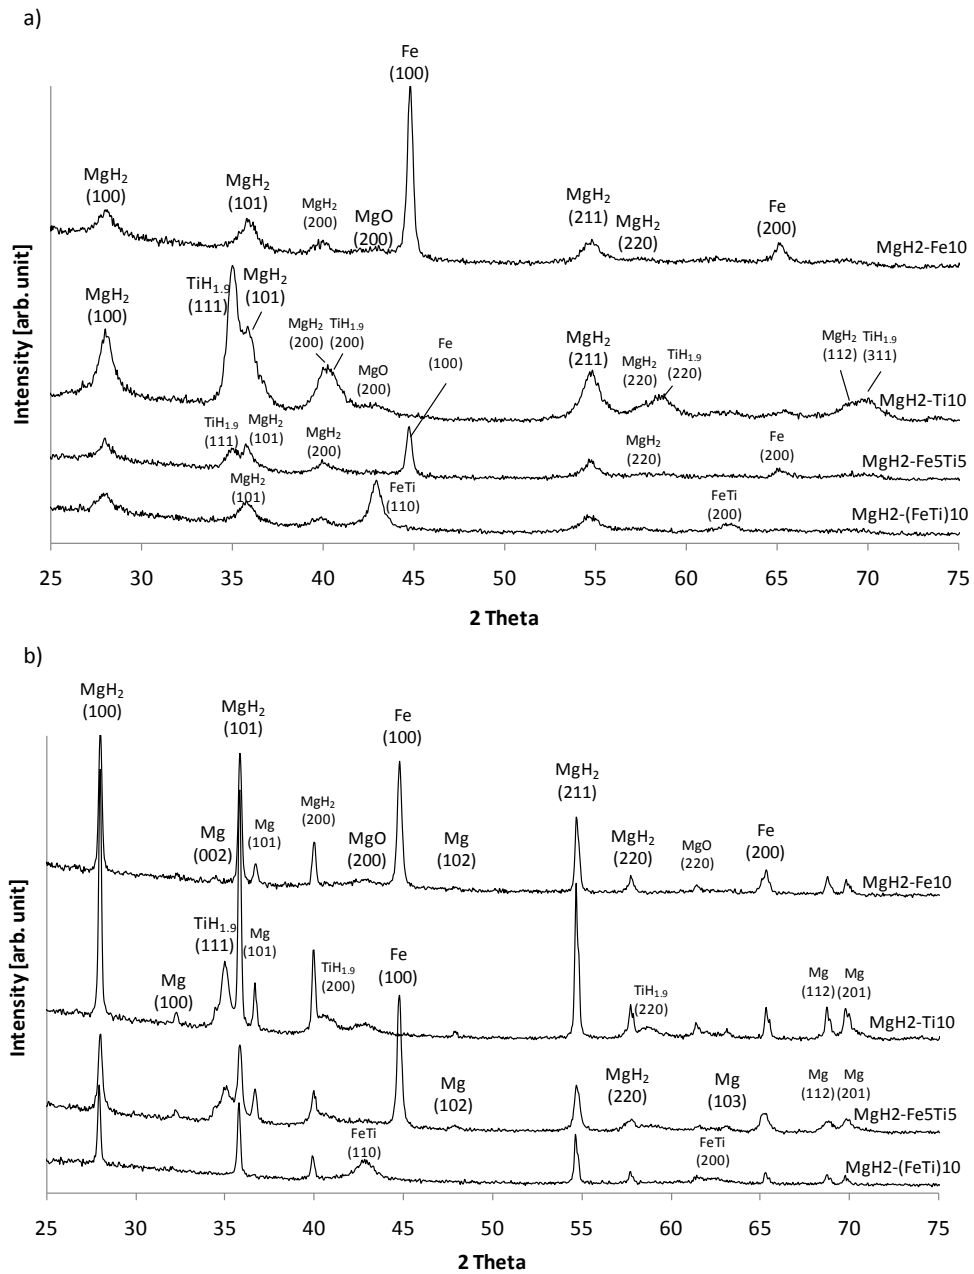 a)
Fe
(100)
MgH2
(100)
MgH2
(101)
MgH2
(200)
MgO
(200)
MgH2
(211)
MgH2
(220)
Fe
(200)
MgH2-Fe10
MgH2
(100)
TiH1.9
(111)
MgH2
(101)
MgH2
(200)
TiH1.9
(200)
MgO
(200)
Fe
(100)
MgH2
(211)
MgH2
(220)
TiH1.9
(220)
MgH2
(112)
TiH1.9
(311)
MgH2-Ti10
TiH1.9
(111)
MgH2
(101)
MgH2
(200)
MgH2
(220)
Fe
(200)
MgH2-Fe5Ti5
MgH2
(101)
FeTi
(110)
FeTi
(200)
MgH2-(FeTi)10
Intensity [arb. unit]
25 30 35 40 45 50 55 60 65 70 75
2 Theta
b)
MgH2
(100)
MgH2
(101)
Fe
(100)
MgH2
(211)
Mg
(002)
Mg
(101)
MgH2
(200)
MgO
(200)
Mg
(102)
MgH2
(220)
MgO
(220)
Fe
(200)
MgH2-Fe10
Mg
(100)
TiH1.9
(111)
Mg
(101)
TiH1.9
(200)
Fe
(100)
TiH1.9
(220)
Mg
(112)
Mg
(201)
MgH2-Ti10
Mg
(102)
MgH2
(220)
Mg
(103)
Mg
(112)
Mg
(201)
MgH2-Fe5Ti5
FeTi
(110)
FeTi
(200)
MgH2-(FeTi)10
Intensity [arb. unit]
25 30 35 40 45 50 55 60 65 70 75
2 Theta